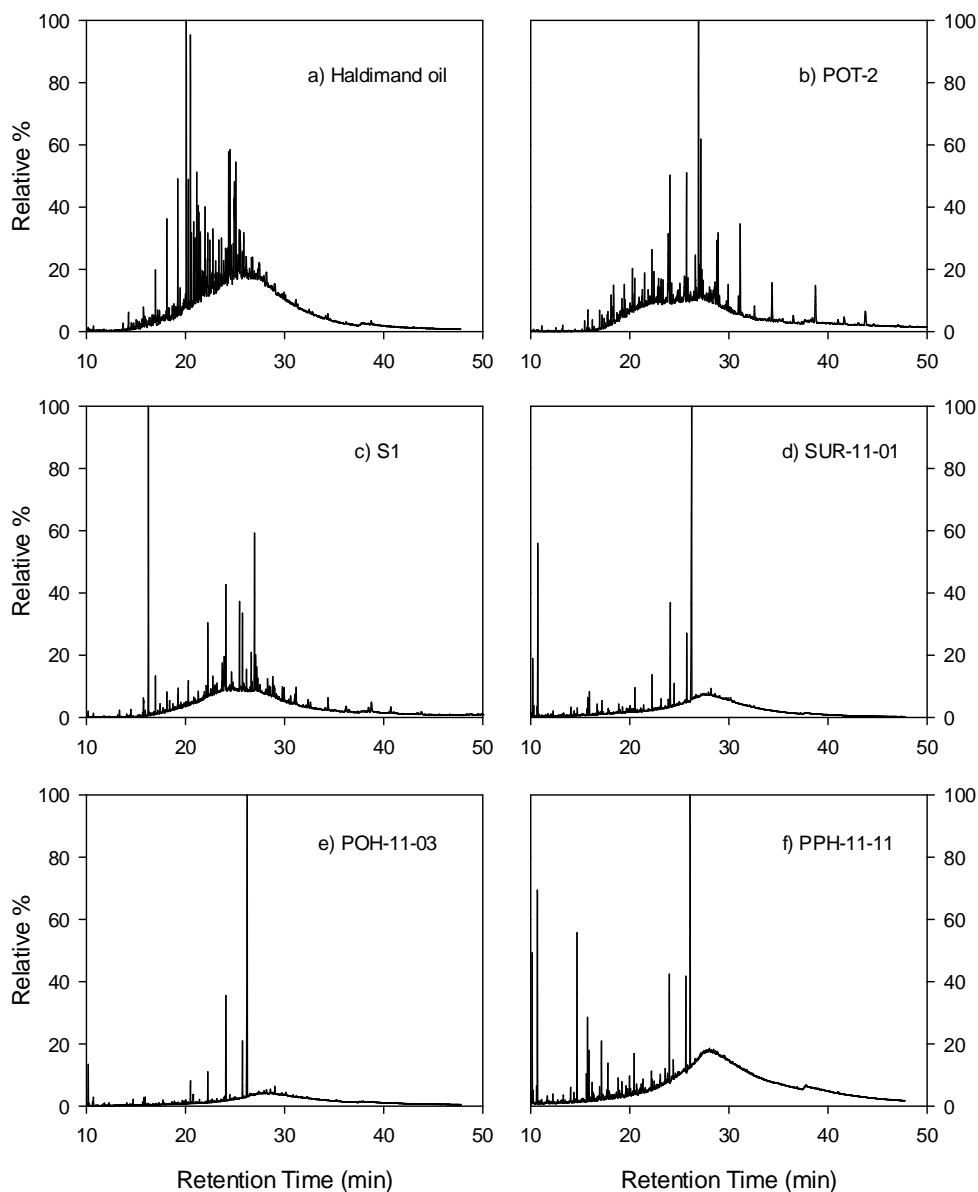 a) Haldimand oil
b) POT-2
Relative %
100
80
60
40
20
0
10 20 30 40 50
10 20 30 40 50
100
80
60
40
20
0
c) S1
d) SUR-11-01
Relative %
100
80
60
40
20
0
10 20 30 40 50
10 20 30 40 50
100
80
60
40
20
0
e) POH-11-03
f) PPH-11-11
Relative %
100
80
60
40
20
0
10 20 30 40 50
10 20 30 40 50
100
80
60
40
20
0
Retention Time (min)
Retention Time (min)